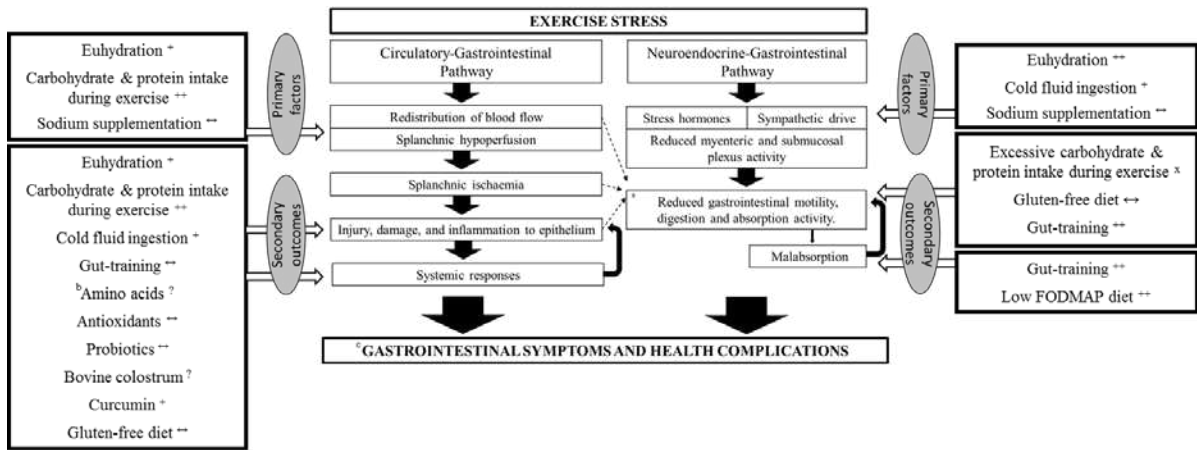 EXERCISE STRESS
Euhydration ⁺
Carbohydrate & protein intake
during exercise ⁺⁺
Sodium supplementation ↔
Primary
factors
Circulatory-Gastrointestinal
Pathway
Redistribution of blood flow
Splanchnic hypoperfusion
Splanchnic ischaemia
Injury, damage, and inflammation to epithelium
Systemic responses
Neuroendocrine-Gastrointestinal
Pathway
Stress hormones
Sympathetic drive
Reduced myenteric and submucosal
plexus activity
ᵃ Reduced gastrointestinal motility,
digestion and absorption activity.
Malabsorption
Primary
factors
Euhydration ⁺⁺
Cold fluid ingestion ⁺
Sodium supplementation ↔
Euhydration ⁺
Carbohydrate & protein intake
during exercise ⁺⁺
Cold fluid ingestion ⁺
Gut-training ↔
ᵇAmino acids ?
Antioxidants ↔
Probiotics ↔
Bovine colostrum ?
Curcumin ⁺
Gluten-free diet ↔
Secondary
outcomes
Secondary
outcomes
Excessive carbohydrate &
protein intake during exercise ˣ
Gluten-free diet ↔
Gut-training ⁺⁺
Gut-training ⁺⁺
Low FODMAP diet ⁺⁺
ᶜGASTROINTESTINAL SYMPTOMS AND HEALTH COMPLICATIONS